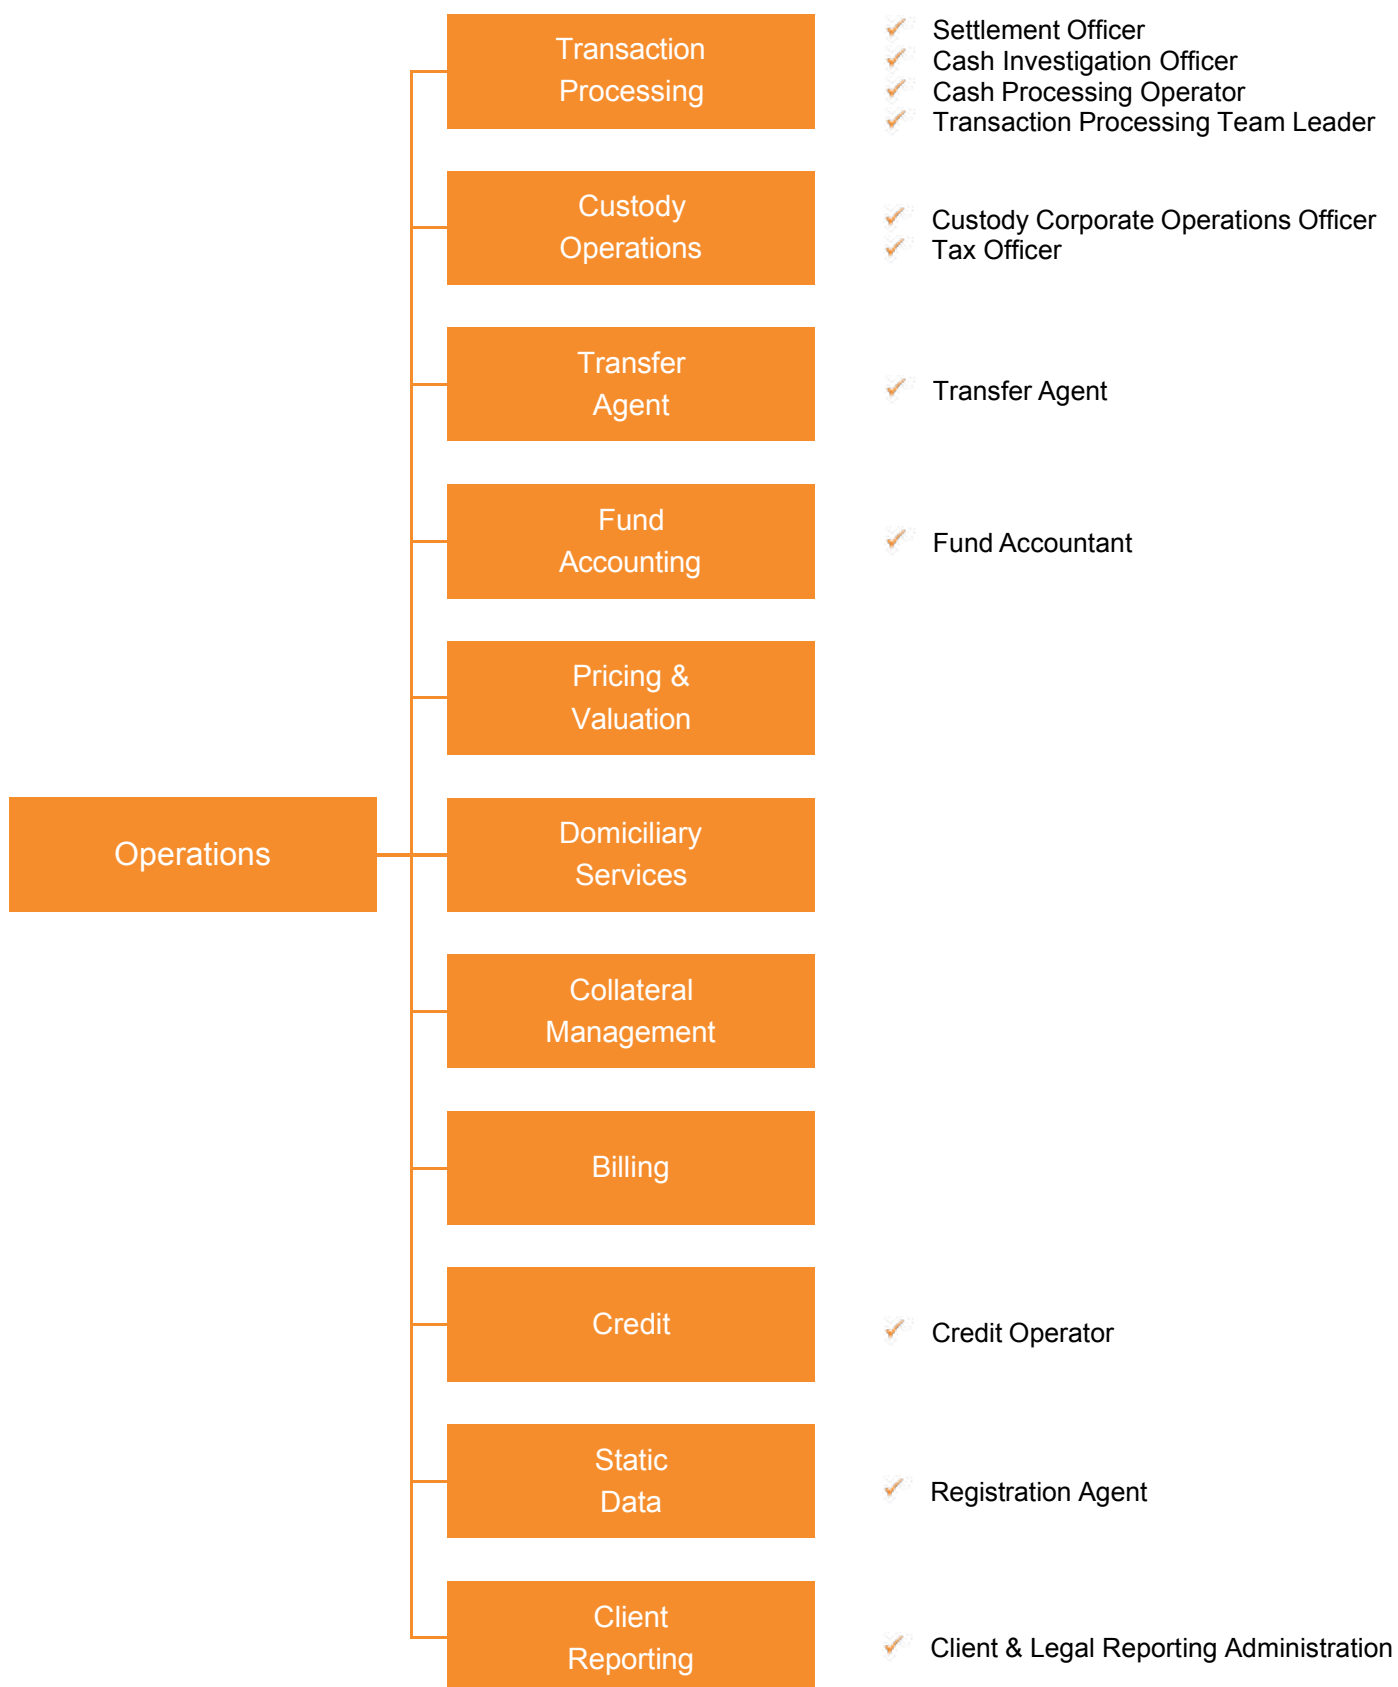 Transaction
Processing
Settlement Officer
Cash Investigation Officer
Cash Processing Operator
Transaction Processing Team Leader
Custody
Operations
Custody Corporate Operations Officer
Tax Officer
Transfer
Agent
Transfer Agent
Fund
Accounting
Fund Accountant
Pricing &
Valuation
Operations
Domiciliary
Services
Collateral
Management
Billing
Credit
Credit Operator
Static
Data
Registration Agent
Client
Reporting
Client & Legal Reporting Administration